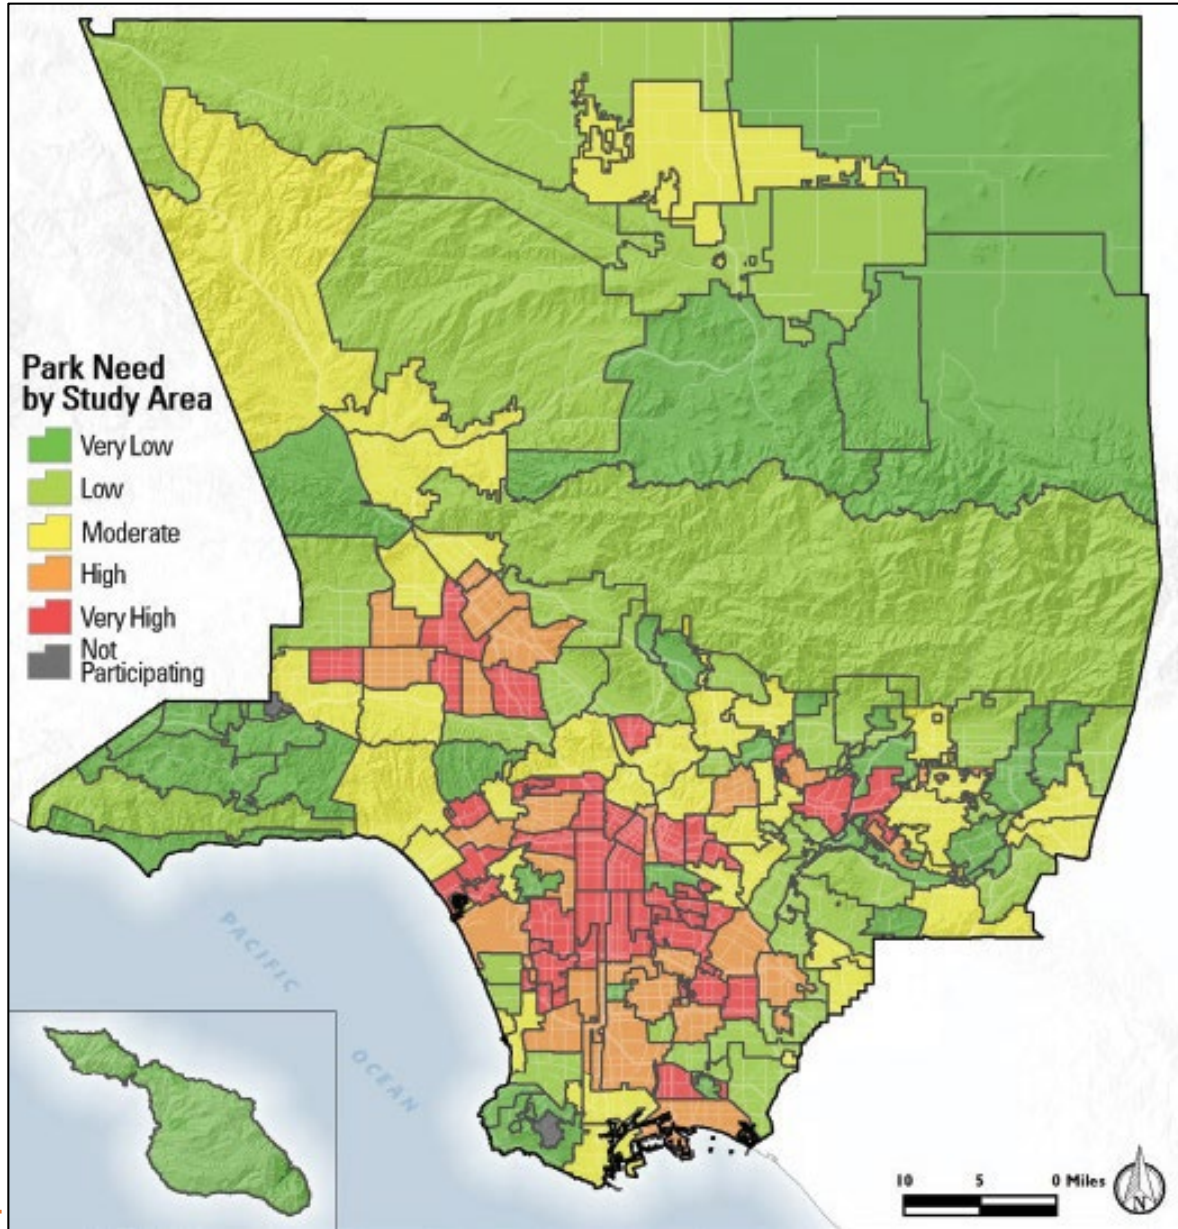 Park Need
by Study Area
Very Low
Low
Moderate
High
Very High
Not
Participating
PACIFIC
OCEAN
10 5 0 Miles
N